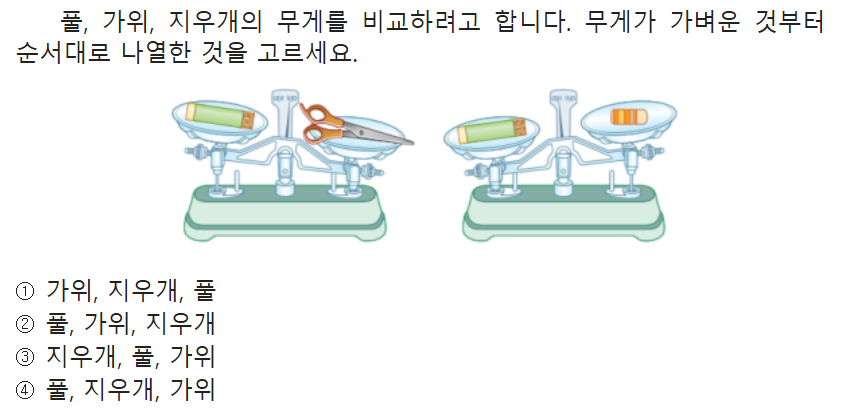 풀, 가위, 지우개의 무게를 비교하려고 합니다. 무게가 가벼운 것부터
순서대로 나열한 것을 고르세요.
① 가위, 지우개, 풀
② 풀, 가위, 지우개
③ 지우개, 풀, 가위
④ 풀, 지우개, 가위